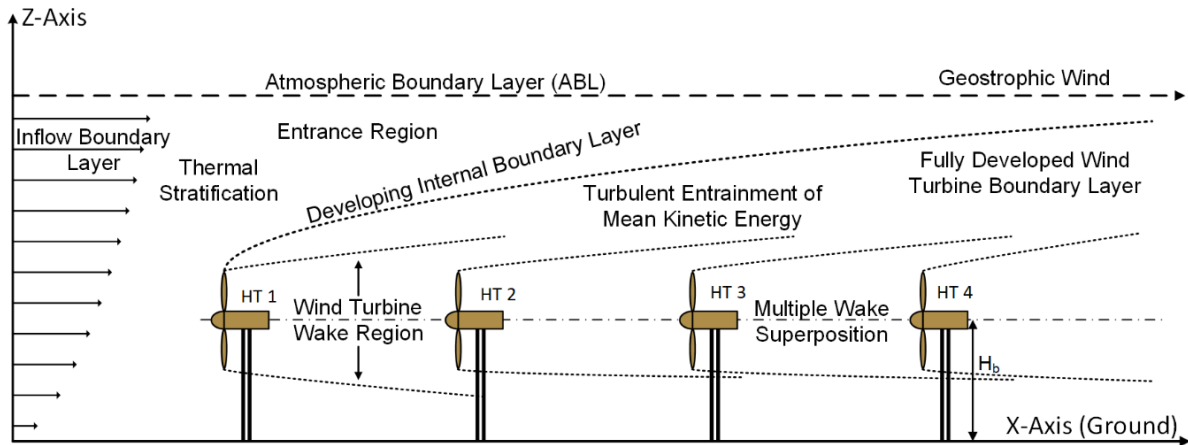 Z-Axis
Atmospheric Boundary Layer (ABL)
Geostrophic Wind
Inflow Boundary
Layer
Entrance Region
Thermal
Stratification
Developing Internal Boundary Layer
Turbulent Entrainment of
Mean Kinetic Energy
Fully Developed Wind
Turbine Boundary Layer
HT 1
Wind Turbine
Wake Region
HT 2
HT 3
Multiple Wake
Superposition
HT 4
Hb
X-Axis (Ground)